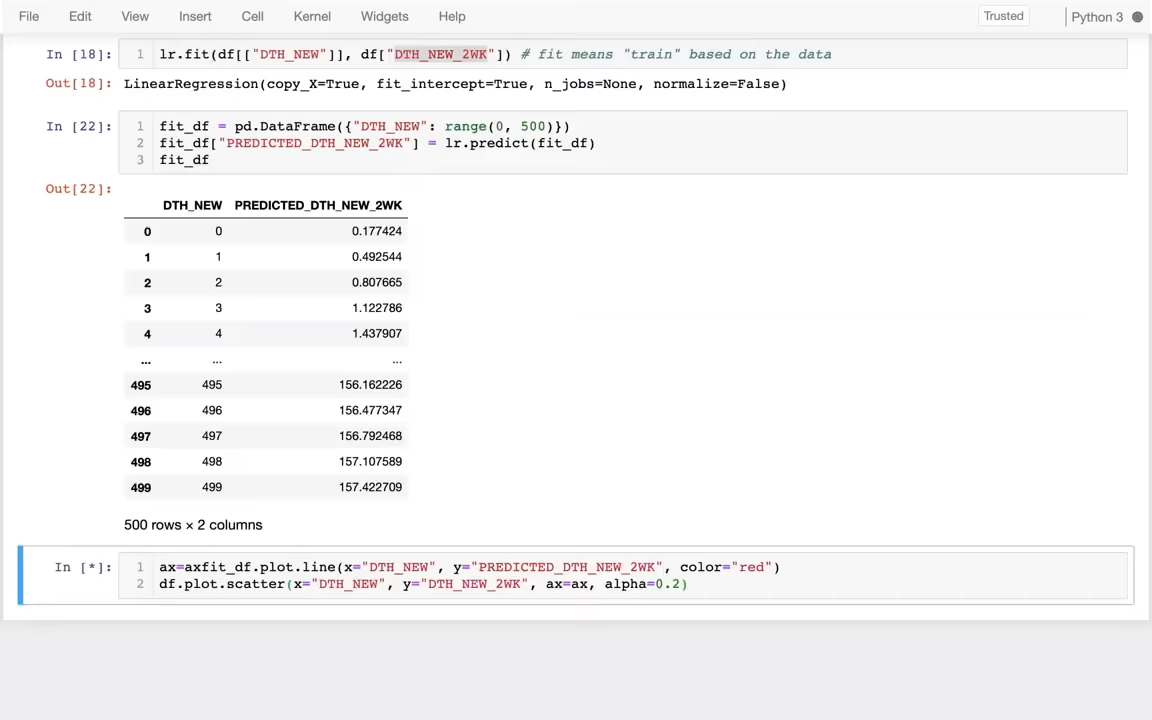 File Edit View Insert Cell Kernel Widgets Help Trusted Python 3
In [18]: 1 lr.fit(df[["DTH_NEW"]], df["DTH_NEW_2WK"]) # fit means "train" based on the data
Out[18]: LinearRegression(copy_X=True, fit_intercept=True, n_jobs=None, normalize=False)
In [22]: 1 fit_df = pd.DataFrame({"DTH_NEW": range(0, 500)})
2 fit_df["PREDICTED_DTH_NEW_2WK"] = lr.predict(fit_df)
3 fit_df
Out[22]:
DTH_NEW PREDICTED_DTH_NEW_2WK
0 0 0.177424
1 1 0.492544
2 2 0.807665
3 3 1.122786
4 4 1.437907
... ... ...
495 495 156.162226
496 496 156.477347
497 497 156.792468
498 498 157.107589
499 499 157.422709
500 rows × 2 columns
In [*]: 1 ax=axfit_df.plot.line(x="DTH_NEW", y="PREDICTED_DTH_NEW_2WK", color="red")
2 df.plot.scatter(x="DTH_NEW", y="DTH_NEW_2WK", ax=ax, alpha=0.2)